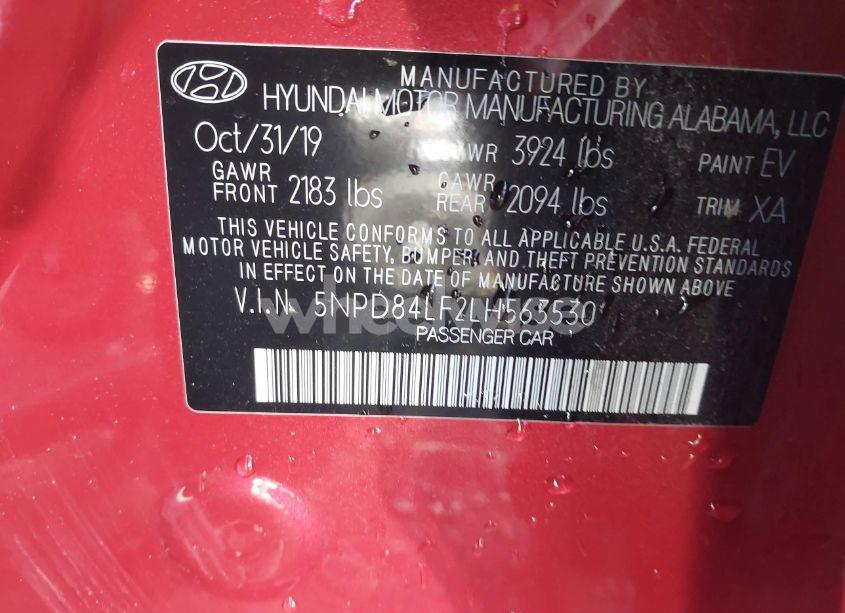 MANUFACTURED BY
HYUNDAI MOTOR MANUFACTURING ALABAMA, LLC
Oct/31/19 GVWR 3924 lbs PAINT EV
GAWR FRONT 2183 lbs GAWR REAR 2094 lbs TRIM XA
THIS VEHICLE CONFORMS TO ALL APPLICABLE U.S.A. FEDERAL
MOTOR VEHICLE SAFETY, BUMPER, AND THEFT PREVENTION STANDARDS
IN EFFECT ON THE DATE OF MANUFACTURE SHOWN ABOVE
V.I.N. 5NPD84LF2LH563530
PASSENGER CAR